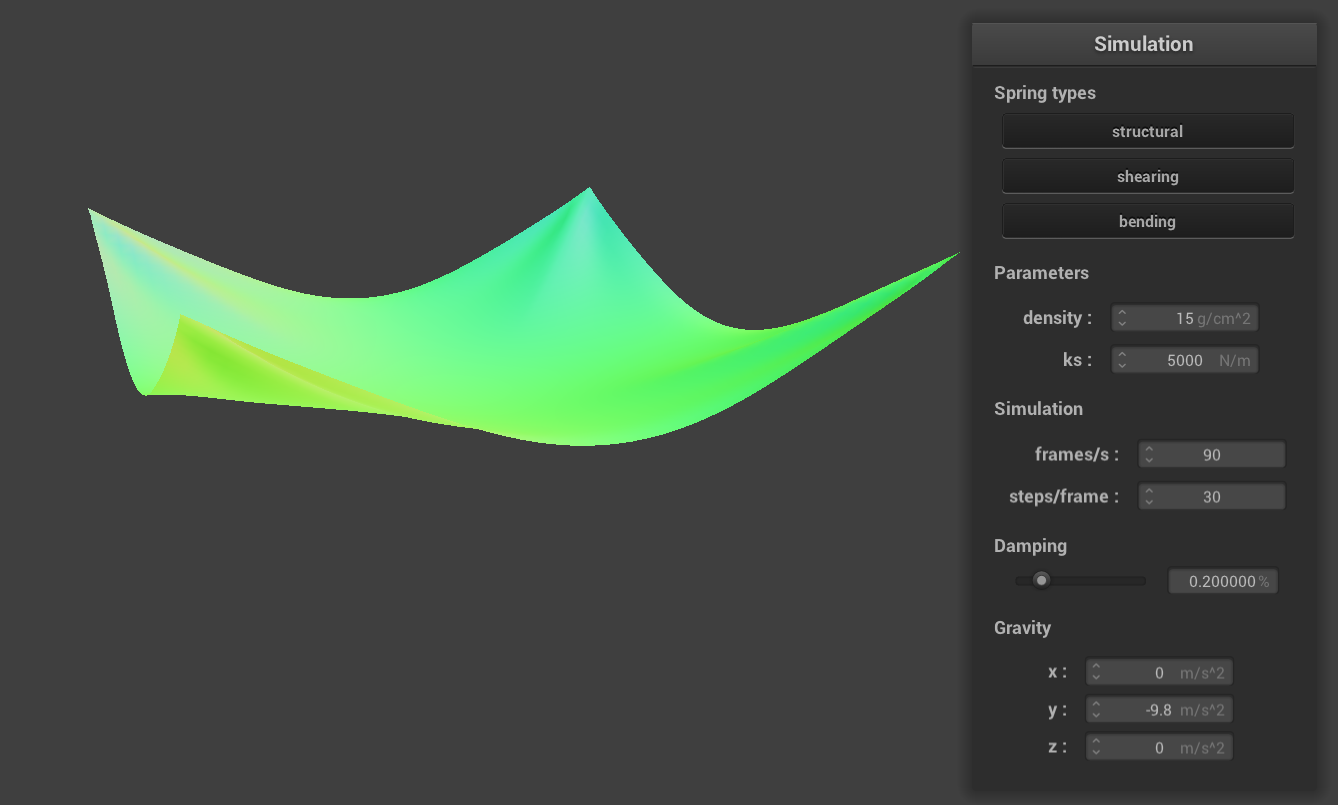 Simulation
Spring types
structural
shearing
bending
Parameters
density : 15 g/cm^2
ks : 5000 N/m
Simulation
frames/s : 90
steps/frame : 30
Damping
0.200000 %
Gravity
x : 0 m/s^2
y : -9.8 m/s^2
z : 0 m/s^2